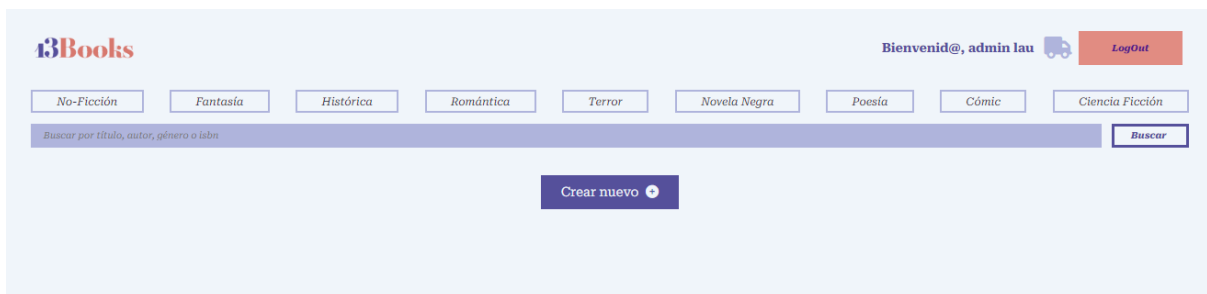 13Books
Bienvenid@, admin lau
LogOut
No-Ficción
Fantasía
Histórica
Romántica
Terror
Novela Negra
Poesía
Cómic
Ciencia Ficción
Buscar por título, autor, género o isbn
Buscar
Crear nuevo